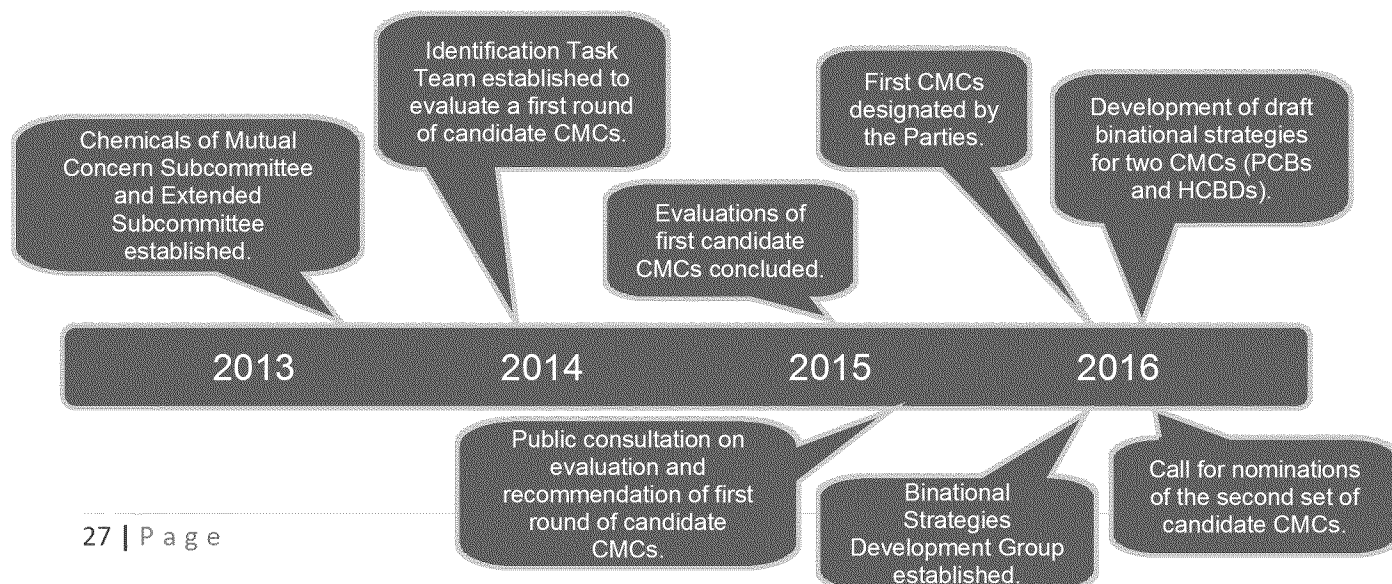 Chemicals of Mutual
Concern Subcommittee
and Extended
Subcommittee
established.
Identification Task
Team established to
evaluate a first round
of candidate CMCs.
Evaluations of
first candidate
CMCs concluded.
First CMCs
designated by
the Parties.
Development of draft
binational strategies
for two CMCs (PCBs
and HCBDs).
2013 2014 2015 2016
Public consultation on
evaluation and
recommendation of first
round of candidate
CMCs.
Binational
Strategies
Development Group
established.
Call for nominations
of the second set of
candidate CMCs.
27 | Page